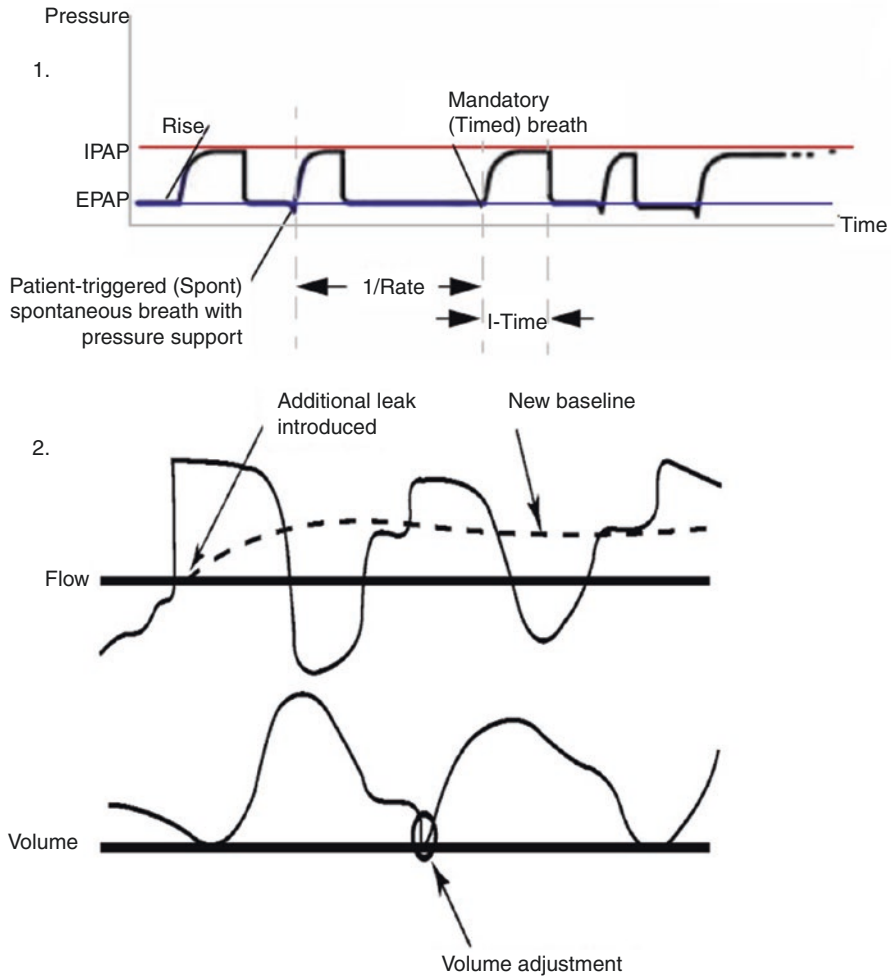 Pressure
1.
Mandatory
(Timed) breath
Rise
IPAP
EPAP
Time
Patient-triggered (Spont)
spontaneous breath with
pressure support
1/Rate
I-Time
Additional leak
introduced
New baseline
2.
Flow
Volume
Volume adjustment